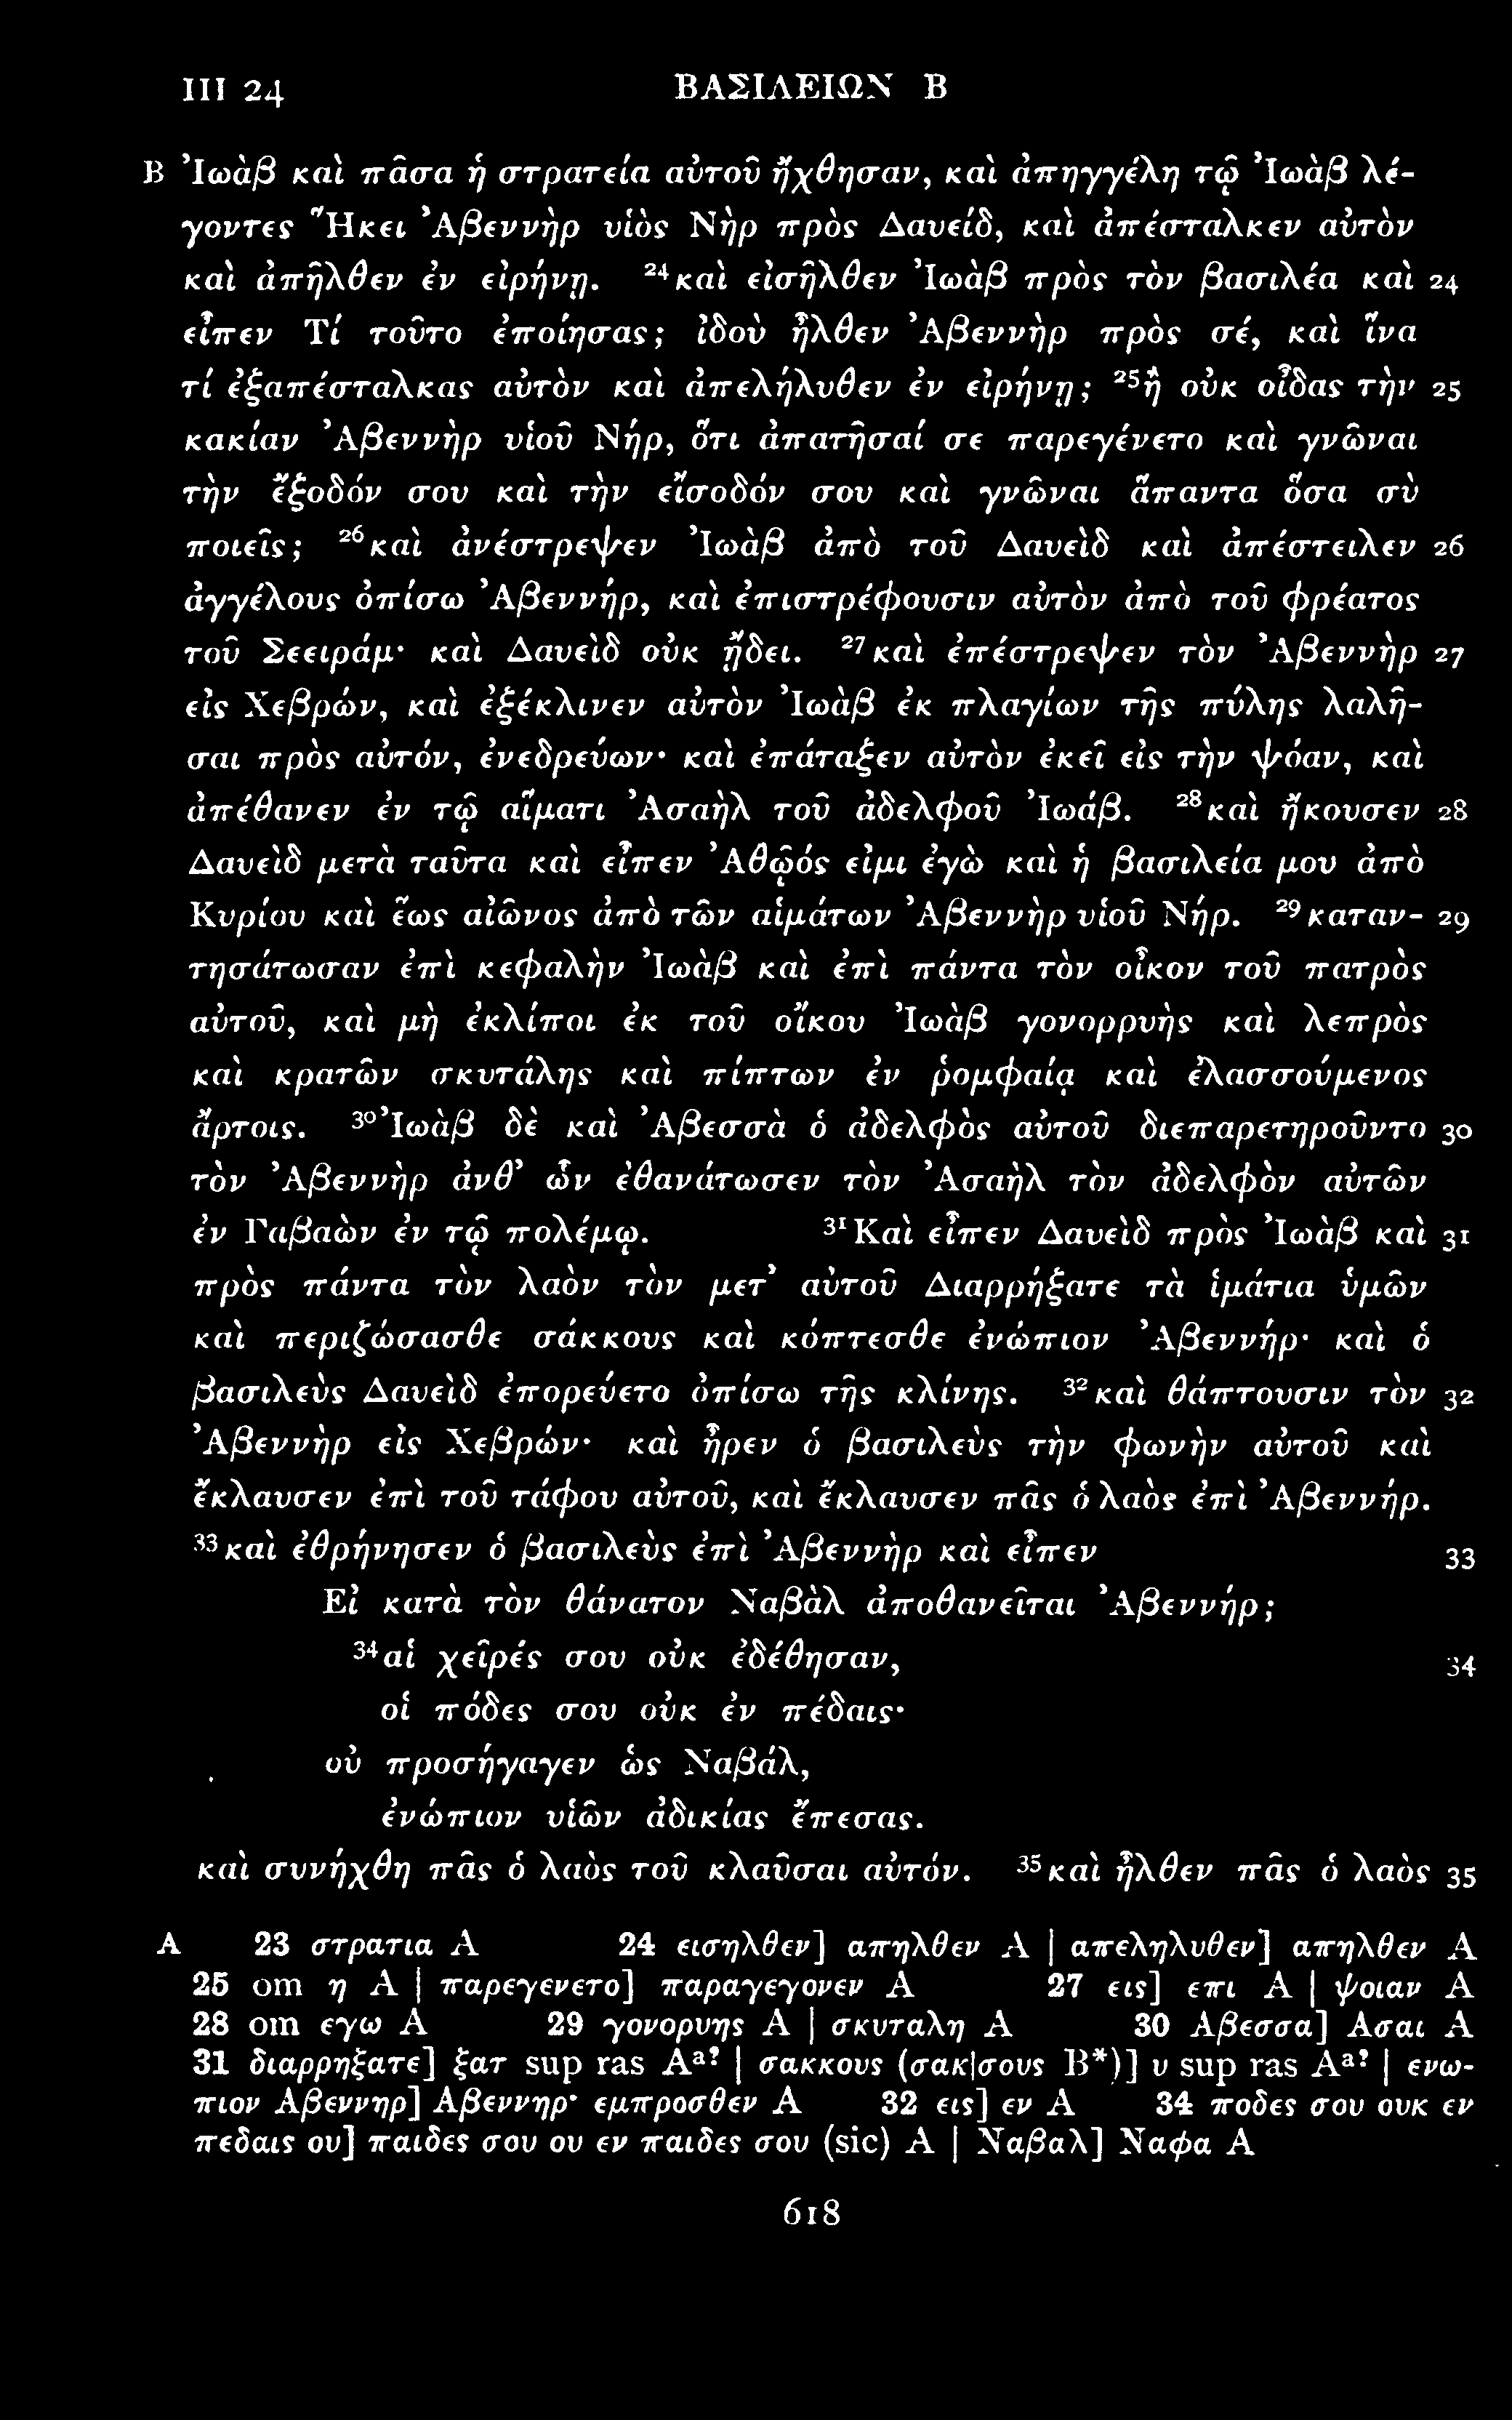 III 24 ΒΑΣΙΛΕΙΩΝ Β
B Ἰωὰβ καὶ πᾶσα ἡ στρατεία αὐτοῦ ἤχθησαν, καὶ ἀπηγγέλη τῷ Ἰωὰβ λέ-
γοντες Ἥκει Ἀβεννὴρ υἱὸς Νὴρ πρὸς Δαυείδ, καὶ ἀπέσταλκεν αὐτὸν
καὶ ἀπῆλθεν ἐν εἰρήνῃ. ²⁴καὶ εἰσῆλθεν Ἰωὰβ πρὸς τὸν βασιλέα καὶ 24
εἶπεν Τί τοῦτο ἐποίησας; ἰδοὺ ἦλθεν Ἀβεννὴρ πρὸς σέ, καὶ ἵνα
τί ἐξαπέσταλκας αὐτὸν καὶ ἀπελήλυθεν ἐν εἰρήνῃ; ²⁵ἢ οὐκ οἶδας τὴν 25
κακίαν Ἀβεννὴρ υἱοῦ Νήρ, ὅτι ἀπατῆσαί σε παρεγένετο καὶ γνῶναι
τὴν ἔξοδόν σου καὶ τὴν εἴσοδόν σου καὶ γνῶναι ἅπαντα ὅσα σὺ
ποιεῖς; ²⁶καὶ ἀνέστρεψεν Ἰωὰβ ἀπὸ τοῦ Δαυεὶδ καὶ ἀπέστειλεν 26
ἀγγέλους ὀπίσω Ἀβεννήρ, καὶ ἐπιστρέφουσιν αὐτὸν ἀπὸ τοῦ φρέατος
τοῦ Σεειράμ· καὶ Δαυεὶδ οὐκ ᾔδει. ²⁷καὶ ἐπέστρεψεν τὸν Ἀβεννὴρ 27
εἰς Χεβρών, καὶ ἐξέκλινεν αὐτὸν Ἰωὰβ ἐκ πλαγίων τῆς πύλης λαλῆ-
σαι πρὸς αὐτόν, ἐνεδρεύων· καὶ ἐπάταξεν αὐτὸν ἐκεῖ εἰς τὴν ψόαν, καὶ
ἀπέθανεν ἐν τῷ αἵματι Ἀσαὴλ τοῦ ἀδελφοῦ Ἰωάβ. ²⁸καὶ ἤκουσεν 28
Δαυεὶδ μετὰ ταῦτα καὶ εἶπεν Ἀθῷός εἰμι ἐγὼ καὶ ἡ βασιλεία μου ἀπὸ
Κυρίου καὶ ἕως αἰῶνος ἀπὸ τῶν αἱμάτων Ἀβεννὴρ υἱοῦ Νήρ. ²⁹καταν- 29
τησάτωσαν ἐπὶ κεφαλὴν Ἰωὰβ καὶ ἐπὶ πάντα τὸν οἶκον τοῦ πατρὸς
αὐτοῦ, καὶ μὴ ἐκλίποι ἐκ τοῦ οἴκου Ἰωὰβ γονορρυὴς καὶ λεπρὸς
καὶ κρατῶν σκυτάλης καὶ πίπτων ἐν ῥομφαίᾳ καὶ ἐλασσούμενος
ἄρτοις. ³⁰Ἰωὰβ δὲ καὶ Ἀβεσσὰ ὁ ἀδελφὸς αὐτοῦ διεπαρετηροῦντο 30
τὸν Ἀβεννὴρ ἀνθ’ ὧν ἐθανάτωσεν τὸν Ἀσαὴλ τὸν ἀδελφὸν αὐτῶν
ἐν Γαβαὼν ἐν τῷ πολέμῳ. ³¹Καὶ εἶπεν Δαυεὶδ πρὸς Ἰωὰβ καὶ 31
πρὸς πάντα τὸν λαὸν τὸν μετ’ αὐτοῦ Διαρρήξατε τὰ ἱμάτια ὑμῶν
καὶ περιζώσασθε σάκκους καὶ κόπτεσθε ἐνώπιον Ἀβεννήρ· καὶ ὁ
βασιλεὺς Δαυεὶδ ἐπορεύετο ὀπίσω τῆς κλίνης. ³²καὶ θάπτουσιν τὸν 32
Ἀβεννὴρ εἰς Χεβρών· καὶ ἦρεν ὁ βασιλεὺς τὴν φωνὴν αὐτοῦ καὶ
ἔκλαυσεν ἐπὶ τοῦ τάφου αὐτοῦ, καὶ ἔκλαυσεν πᾶς ὁ λαὸς ἐπὶ Ἀβεννήρ.
³³καὶ ἐθρήνησεν ὁ βασιλεὺς ἐπὶ Ἀβεννὴρ καὶ εἶπεν 33
Εἰ κατὰ τὸν θάνατον Ναβὰλ ἀποθανεῖται Ἀβεννήρ;
³⁴αἱ χεῖρές σου οὐκ ἐδέθησαν, 34
οἱ πόδες σου οὐκ ἐν πέδαις·
οὐ προσήγαγεν ὡς Ναβάλ,
ἐνώπιον υἱῶν ἀδικίας ἔπεσας.
καὶ συνήχθη πᾶς ὁ λαὸς τοῦ κλαῦσαι αὐτόν. ³⁵καὶ ἦλθεν πᾶς ὁ λαὸς 35
A 23 στρατια A 24 εισηλθεν] απηλθεν A | απεληλυθεν] απηλθεν A
25 om η A | παρεγενετο] παραγεγονεν A 27 εις] επι A | ψοιαν A
28 om εγω A 29 γονορυης A | σκυταλη A 30 Αβεσσα] Ασαι A
31 διαρρηξατε] ξατ sup ras Aᵃ? | σακκους (σακ|σους B*)] υ sup ras Aᵃ? | ενω-
πιον Αβεννηρ] Αβεννηρ· εμπροσθεν A 32 εις] εν A 34 ποδες σου ουκ εν
πεδαις ου] παιδες σου ου εν παιδες σου (sic) A | Ναβαλ] Ναφα A
618